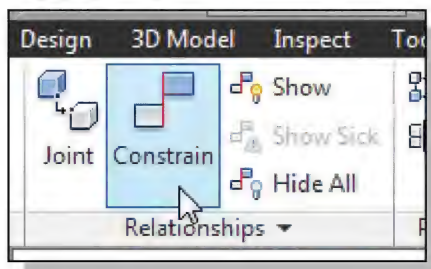 Design 3D Model Inspect
Show
Show Sick
Joint Constrain
Hide All
Relationships